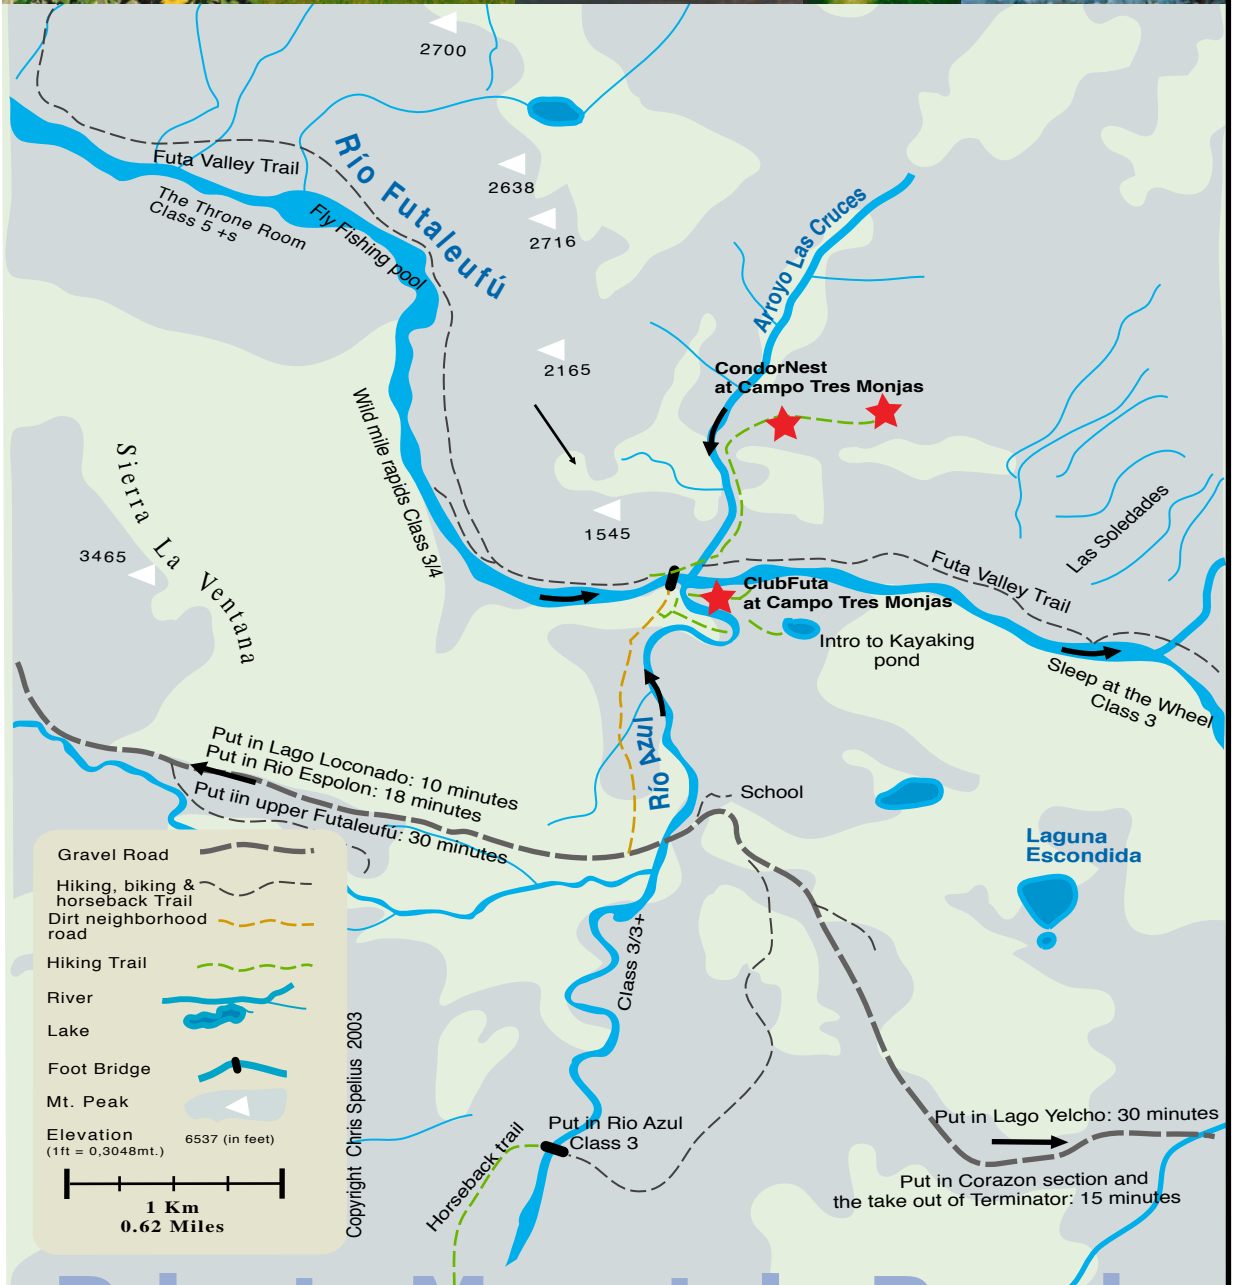 2700
Futa Valley Trail
Río Futaleufú
2638
The Throne Room
Class 5 +s
Fly Fishing pool
2716
Arroyo Las Cruces
2165
CondorNest
at Campo Tres Monjas
Wild mile rapids Class 3/4
Sierra La Ventana
3465
1545
Las Soledades
Futa Valley Trail
ClubFuta
at Campo Tres Monjas
Intro to Kayaking
pond
Sleep at the Wheel
Class 3
Río Azul
Put in Lago Loconado: 10 minutes
Put in Rio Espolon: 18 minutes
Put iin upper Futaleufú: 30 minutes
School
Laguna
Escondida
Class 3/3+
Gravel Road
Hiking, biking &
horseback Trail
Dirt neighborhood
road
Hiking Trail
River
Lake
Foot Bridge
Mt. Peak
Elevation
(1ft = 0,3048mt.)
6537 (in feet)
1 Km
0.62 Miles
Copyright Chris Spelius 2003
Put in Rio Azul
Class 3
Horseback trail
Put in Lago Yelcho: 30 minutes
Put in Corazon section and
the take out of Terminator: 15 minutes